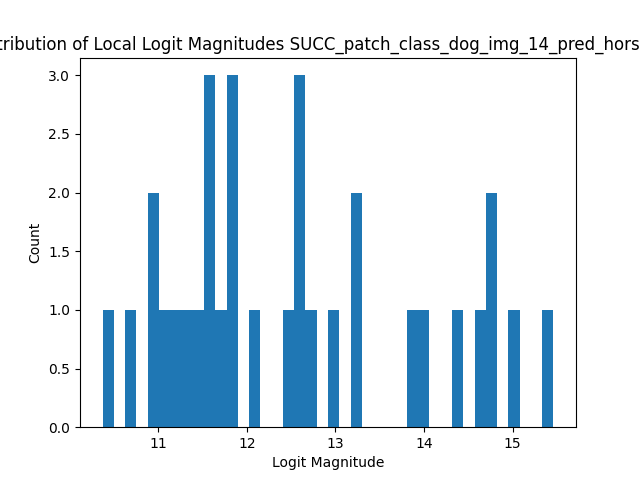 tribution of Local Logit Magnitudes SUCC_patch_class_dog_img_14_pred_hors
3.0
2.5
2.0
1.5
1.0
0.5
0.0
Count
11 12 13 14 15
Logit Magnitude